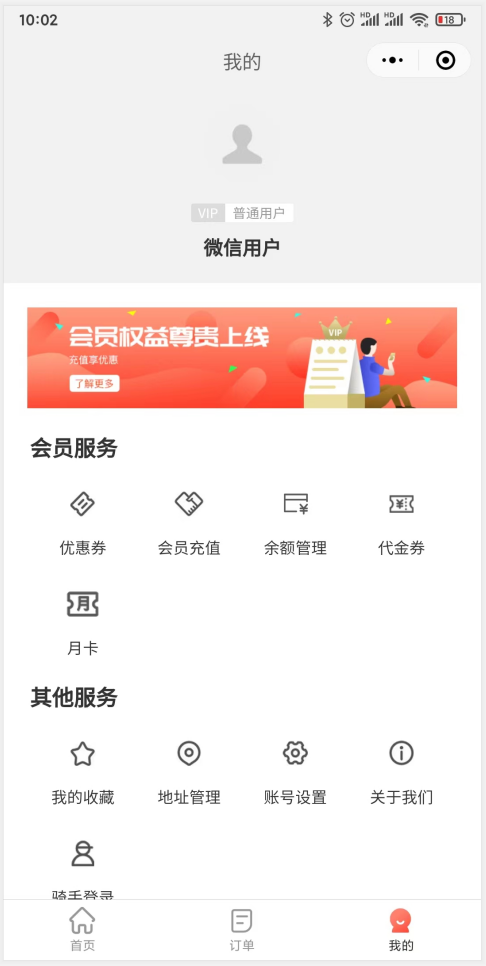 10:02
HD HD 18
我的
VIP 普通用户
微信用户
会员权益尊贵上线
VIP
充值享优惠
了解更多
会员服务
优惠券 会员充值 余额管理 代金券
月
月卡
其他服务
我的收藏 地址管理 账号设置 关于我们
骑手登录
首页 订单 我的